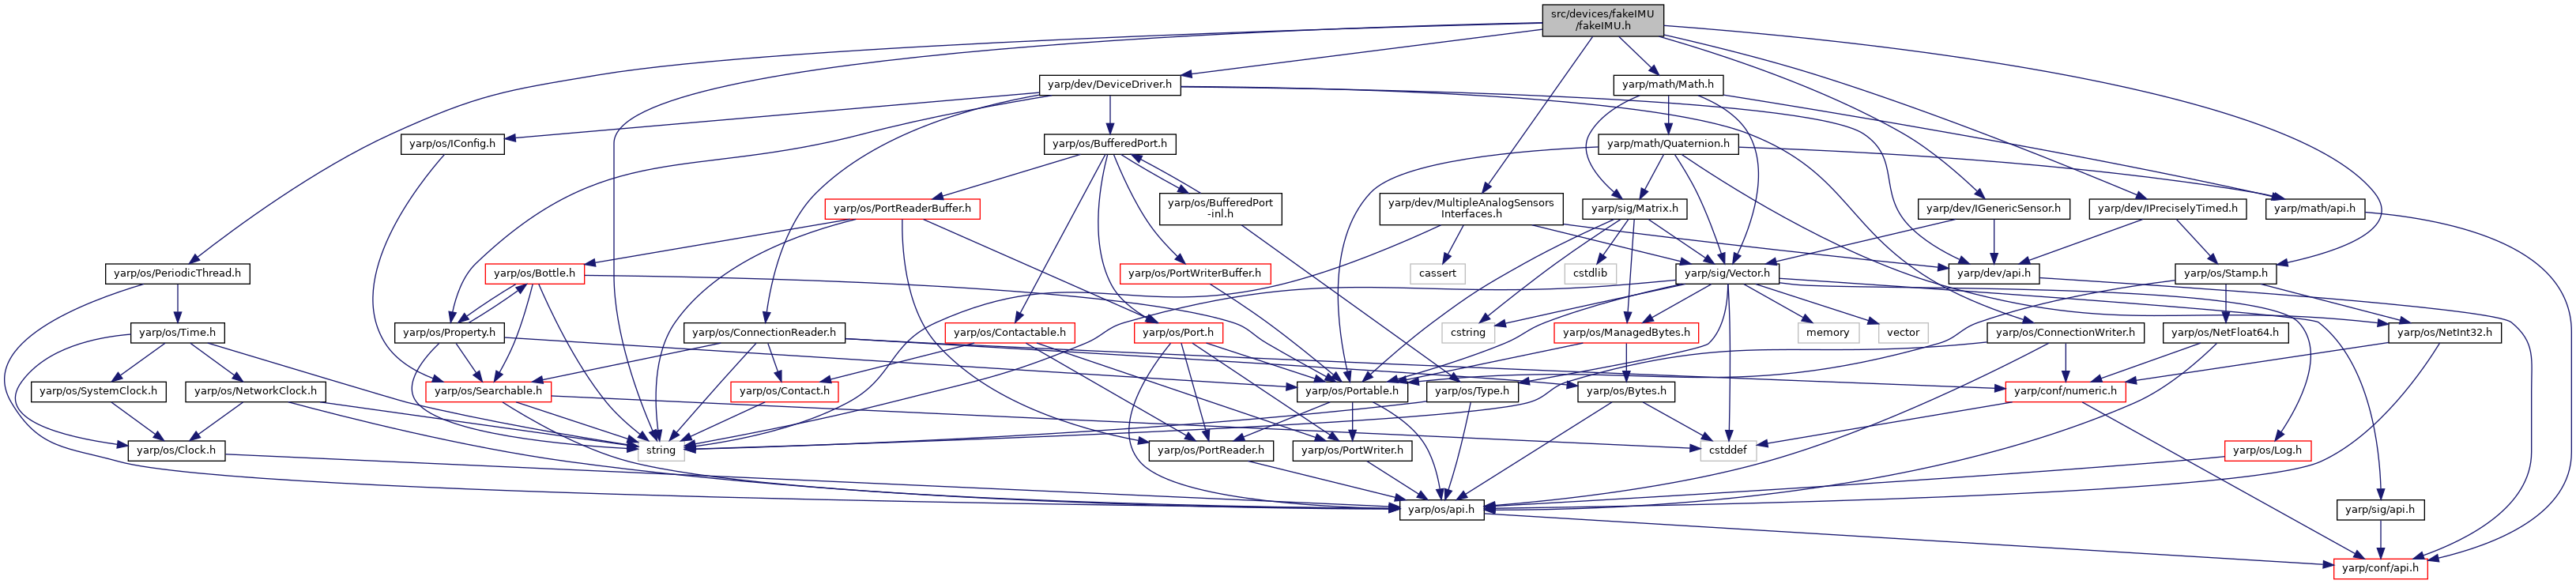 src/devices/fakeIMU
/fakeIMU.h
yarp/dev/DeviceDriver.h
yarp/math/Math.h
yarp/os/IConfig.h
yarp/os/BufferedPort.h
yarp/math/Quaternion.h
yarp/os/PortReaderBuffer.h
yarp/os/BufferedPort
-inl.h
yarp/dev/MultipleAnalogSensors
Interfaces.h
yarp/sig/Matrix.h
yarp/dev/IGenericSensor.h
yarp/dev/IPreciselyTimed.h
yarp/math/api.h
yarp/os/PeriodicThread.h
yarp/os/Bottle.h
yarp/os/PortWriterBuffer.h
cassert
cstdlib
yarp/sig/Vector.h
yarp/dev/api.h
yarp/os/Stamp.h
yarp/os/Time.h
yarp/os/Property.h
yarp/os/ConnectionReader.h
yarp/os/Contactable.h
yarp/os/Port.h
cstring
yarp/os/ManagedBytes.h
memory
vector
yarp/os/ConnectionWriter.h
yarp/os/NetFloat64.h
yarp/os/NetInt32.h
yarp/os/SystemClock.h
yarp/os/NetworkClock.h
yarp/os/Searchable.h
yarp/os/Contact.h
yarp/os/Portable.h
yarp/os/Type.h
yarp/os/Bytes.h
yarp/conf/numeric.h
yarp/os/Clock.h
string
yarp/os/PortReader.h
yarp/os/PortWriter.h
cstddef
yarp/os/Log.h
yarp/os/api.h
yarp/sig/api.h
yarp/conf/api.h